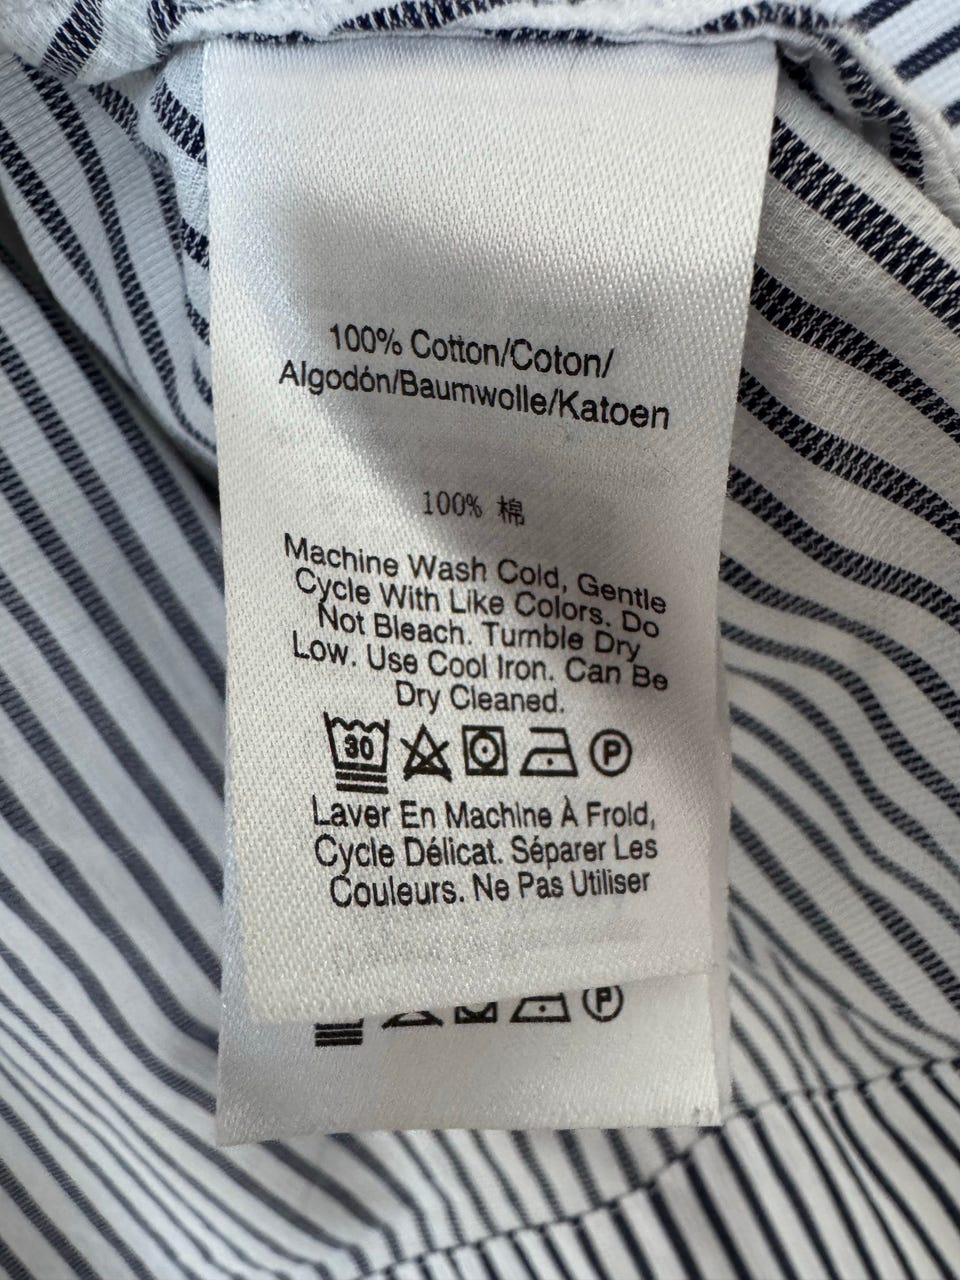 100% Cotton/Coton/
Algodón/Baumwolle/Katoen
100% 棉
Machine Wash Cold, Gentle
Cycle With Like Colors. Do
Not Bleach. Tumble Dry
Low. Use Cool Iron. Can Be
Dry Cleaned.
30 P
Laver En Machine À Froid,
Cycle Délicat. Séparer Les
Couleurs. Ne Pas Utiliser
P